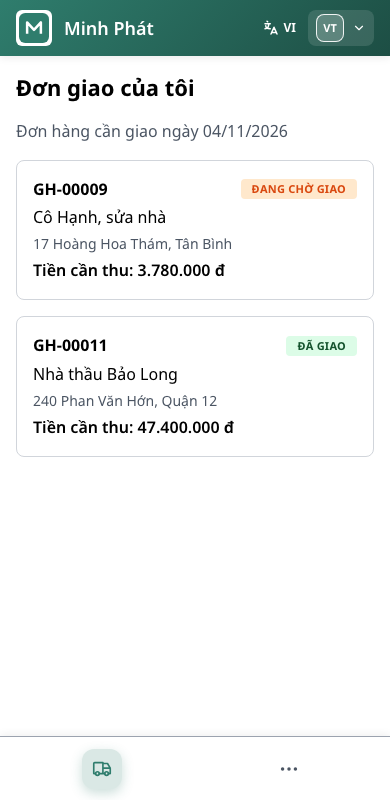 Minh Phát
VI
VT
Đơn giao của tôi
Đơn hàng cần giao ngày 04/11/2026
GH-00009
ĐANG CHỜ GIAO
Cô Hạnh, sửa nhà
17 Hoàng Hoa Thám, Tân Bình
Tiền cần thu: 3.780.000 đ
GH-00011
ĐÃ GIAO
Nhà thầu Bảo Long
240 Phan Văn Hớn, Quận 12
Tiền cần thu: 47.400.000 đ